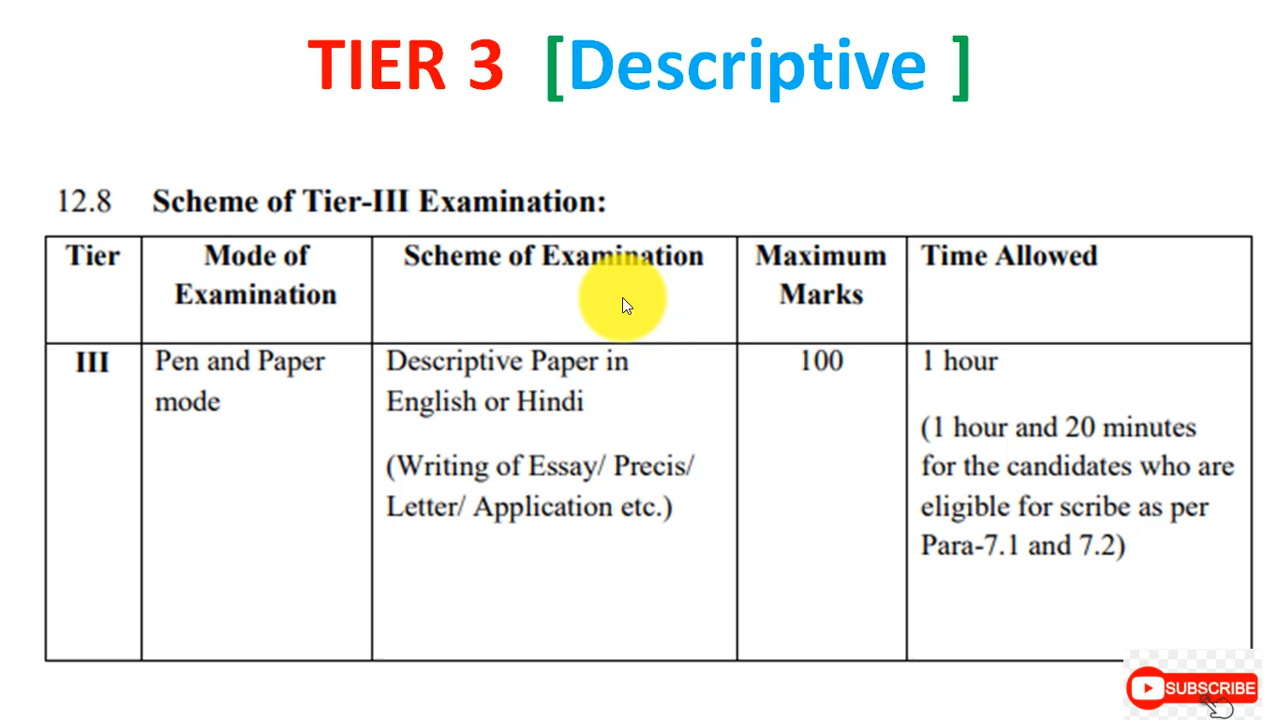 TIER 3 [Descriptive ]
12.8 Scheme of Tier-III Examination:
Tier
Mode of
Examination
Scheme of Examination
Maximum
Marks
Time Allowed
III
Pen and Paper
mode
Descriptive Paper in
English or Hindi
(Writing of Essay/ Precis/
Letter/ Application etc.)
100
1 hour
(1 hour and 20 minutes
for the candidates who are
eligible for scribe as per
Para-7.1 and 7.2)
SUBSCRIBE